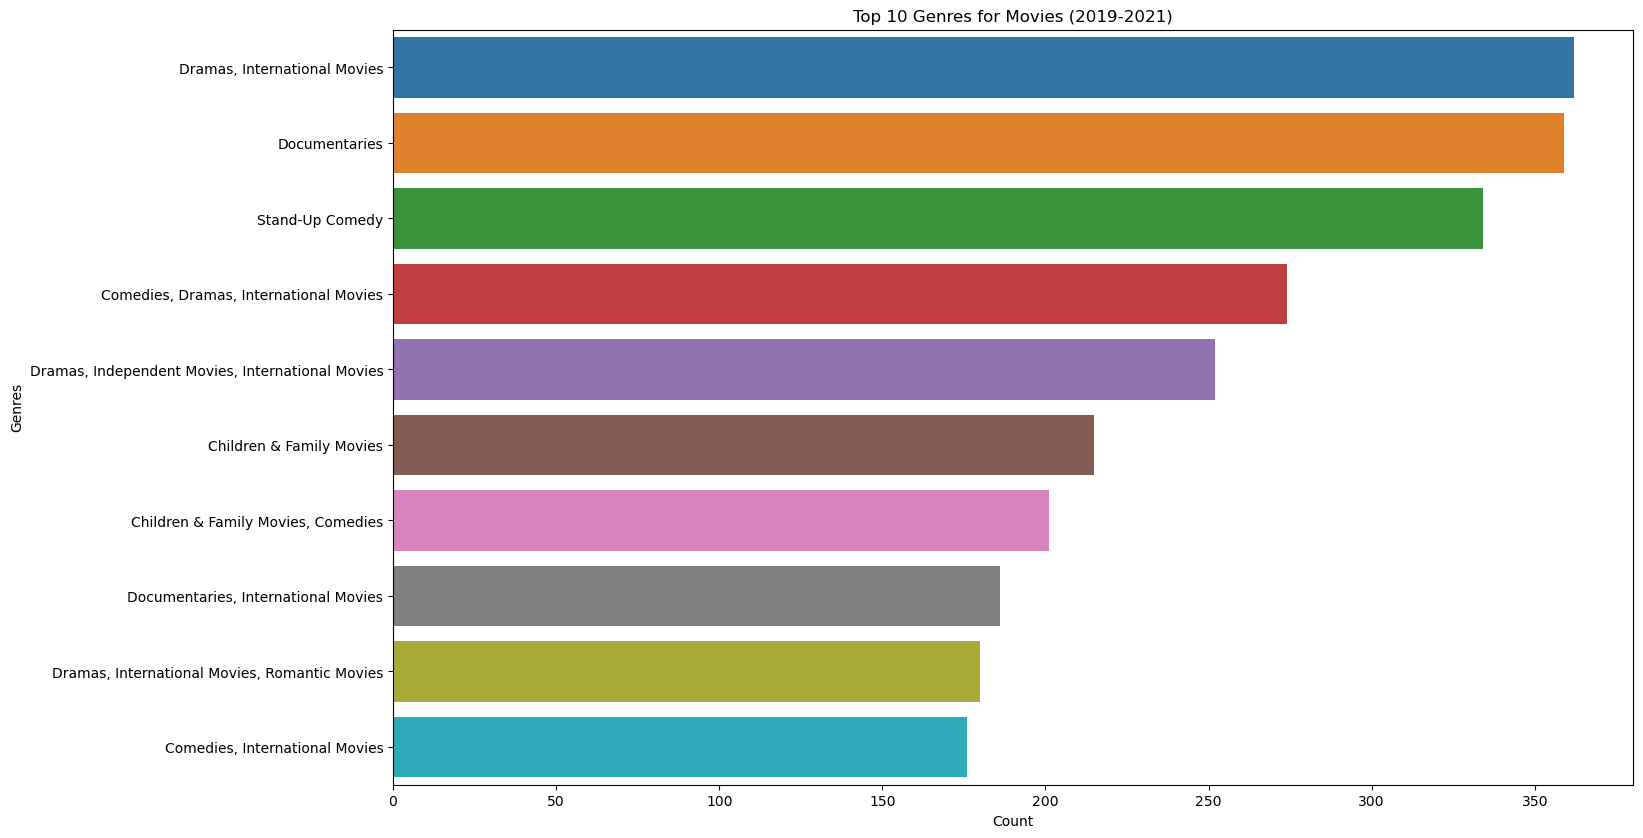 Top 10 Genres for Movies (2019-2021)
Dramas, International Movies
Documentaries
Stand-Up Comedy
Comedies, Dramas, International Movies
Dramas, Independent Movies, International Movies
Children & Family Movies
Children & Family Movies, Comedies
Documentaries, International Movies
Dramas, International Movies, Romantic Movies
Comedies, International Movies
Genres
0 50 100 150 200 250 300 350
Count